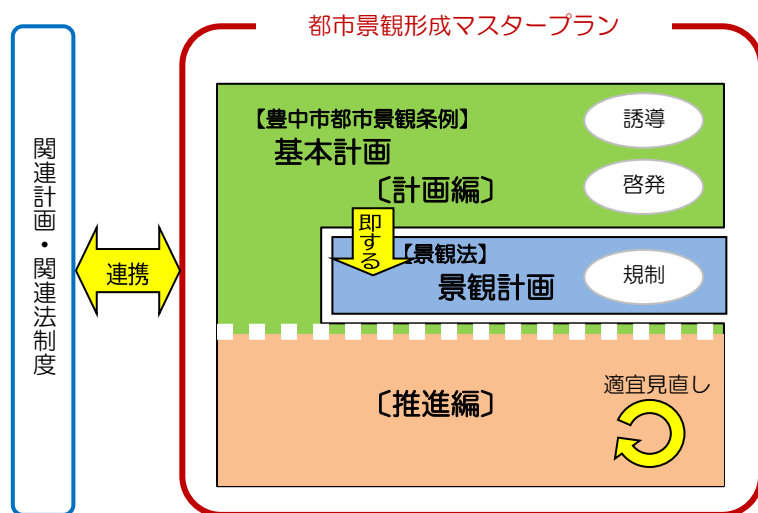 都市景観形成マスタープラン
関連計画・関連法制度
連携
【豊中市都市景観条例】
基本計画
〔計画編〕
誘導
啓発
即する
【景観法】
景観計画
規制
〔推進編〕
適宜見直し